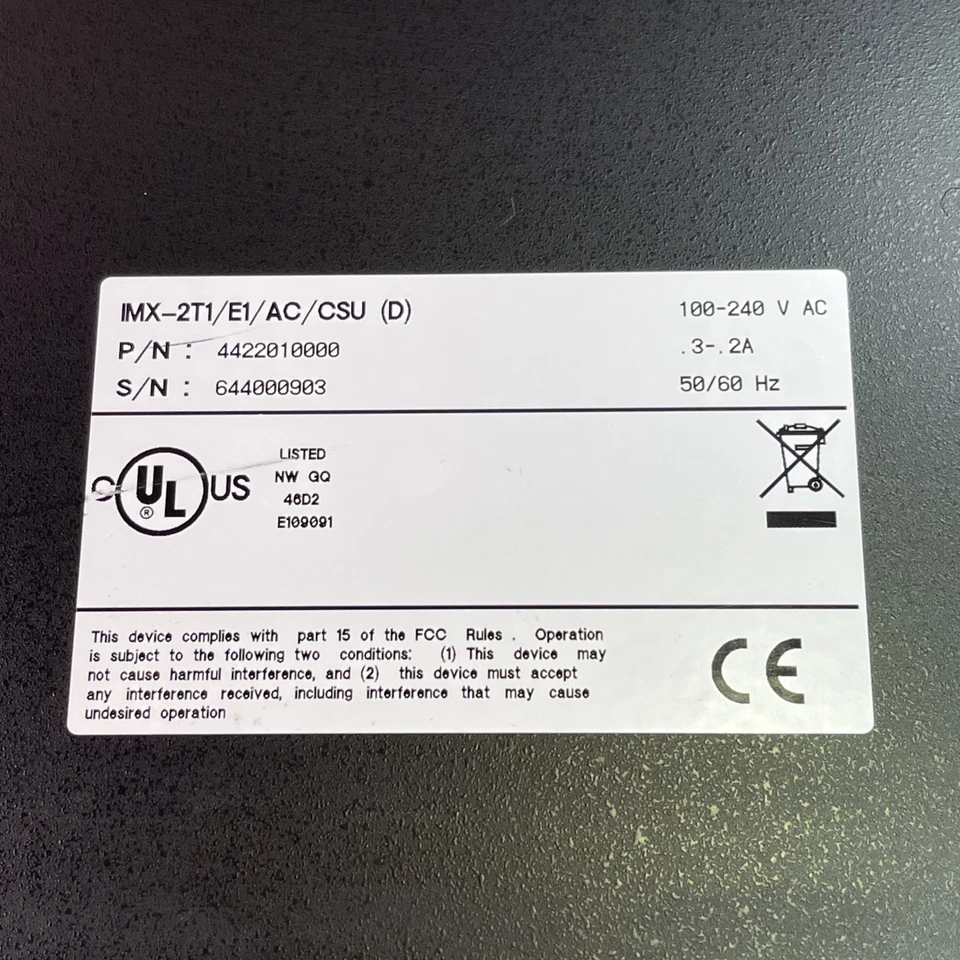 IMX-2T1/E1/AC/CSU (D) 100-240 V AC
P/N : 4422010000 .3-.2A
S/N : 644000903 50/60 Hz
C UL US ®
LISTED
NW GQ
46D2
E109091
This device complies with part 15 of the FCC Rules . Operation
is subject to the following two conditions: (1) This device may
not cause harmful interference, and (2) this device must accept
any interference received, including interference that may cause
undesired operation
CE